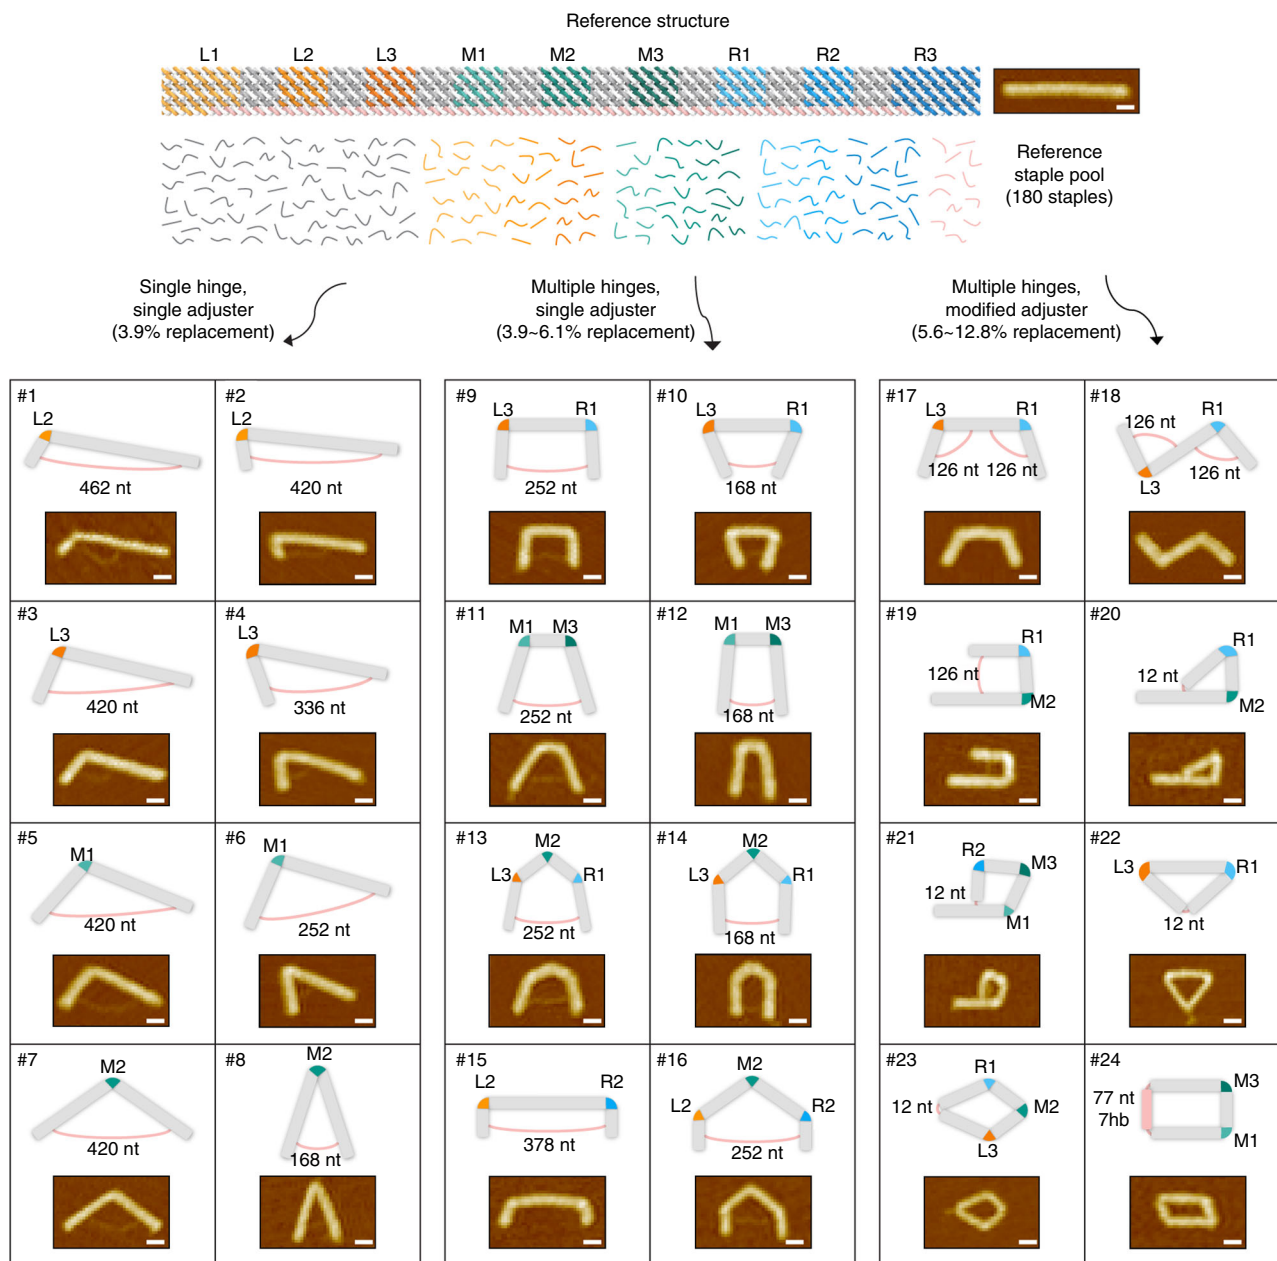 Reference structure
L1 L2 L3 M1 M2 M3 R1 R2 R3
Reference
staple pool
(180 staples)
Single hinge,
single adjuster
(3.9% replacement)
Multiple hinges,
single adjuster
(3.9~6.1% replacement)
Multiple hinges,
modified adjuster
(5.6~12.8% replacement)
#1
L2
462 nt
#2
L2
420 nt
#3
L3
420 nt
#4
L3
336 nt
#5
M1
420 nt
#6
M1
252 nt
#7
M2
420 nt
#8
M2
168 nt
#9
L3 R1
252 nt
#10
L3 R1
168 nt
#11
M1 M3
252 nt
#12
M1 M3
168 nt
#13
M2
L3 R1
252 nt
#14
M2
L3 R1
168 nt
#15
L2 R2
378 nt
#16
M2
L2 R2
252 nt
#17
L3 R1
126 nt 126 nt
#18
R1
126 nt
126 nt
L3
#19
R1
126 nt
M2
#20
R1
12 nt
M2
#21
R2 M3
12 nt
M1
#22
L3 R1
12 nt
#23
R1
12 nt M2
L3
#24
M3
77 nt
7hb
M1